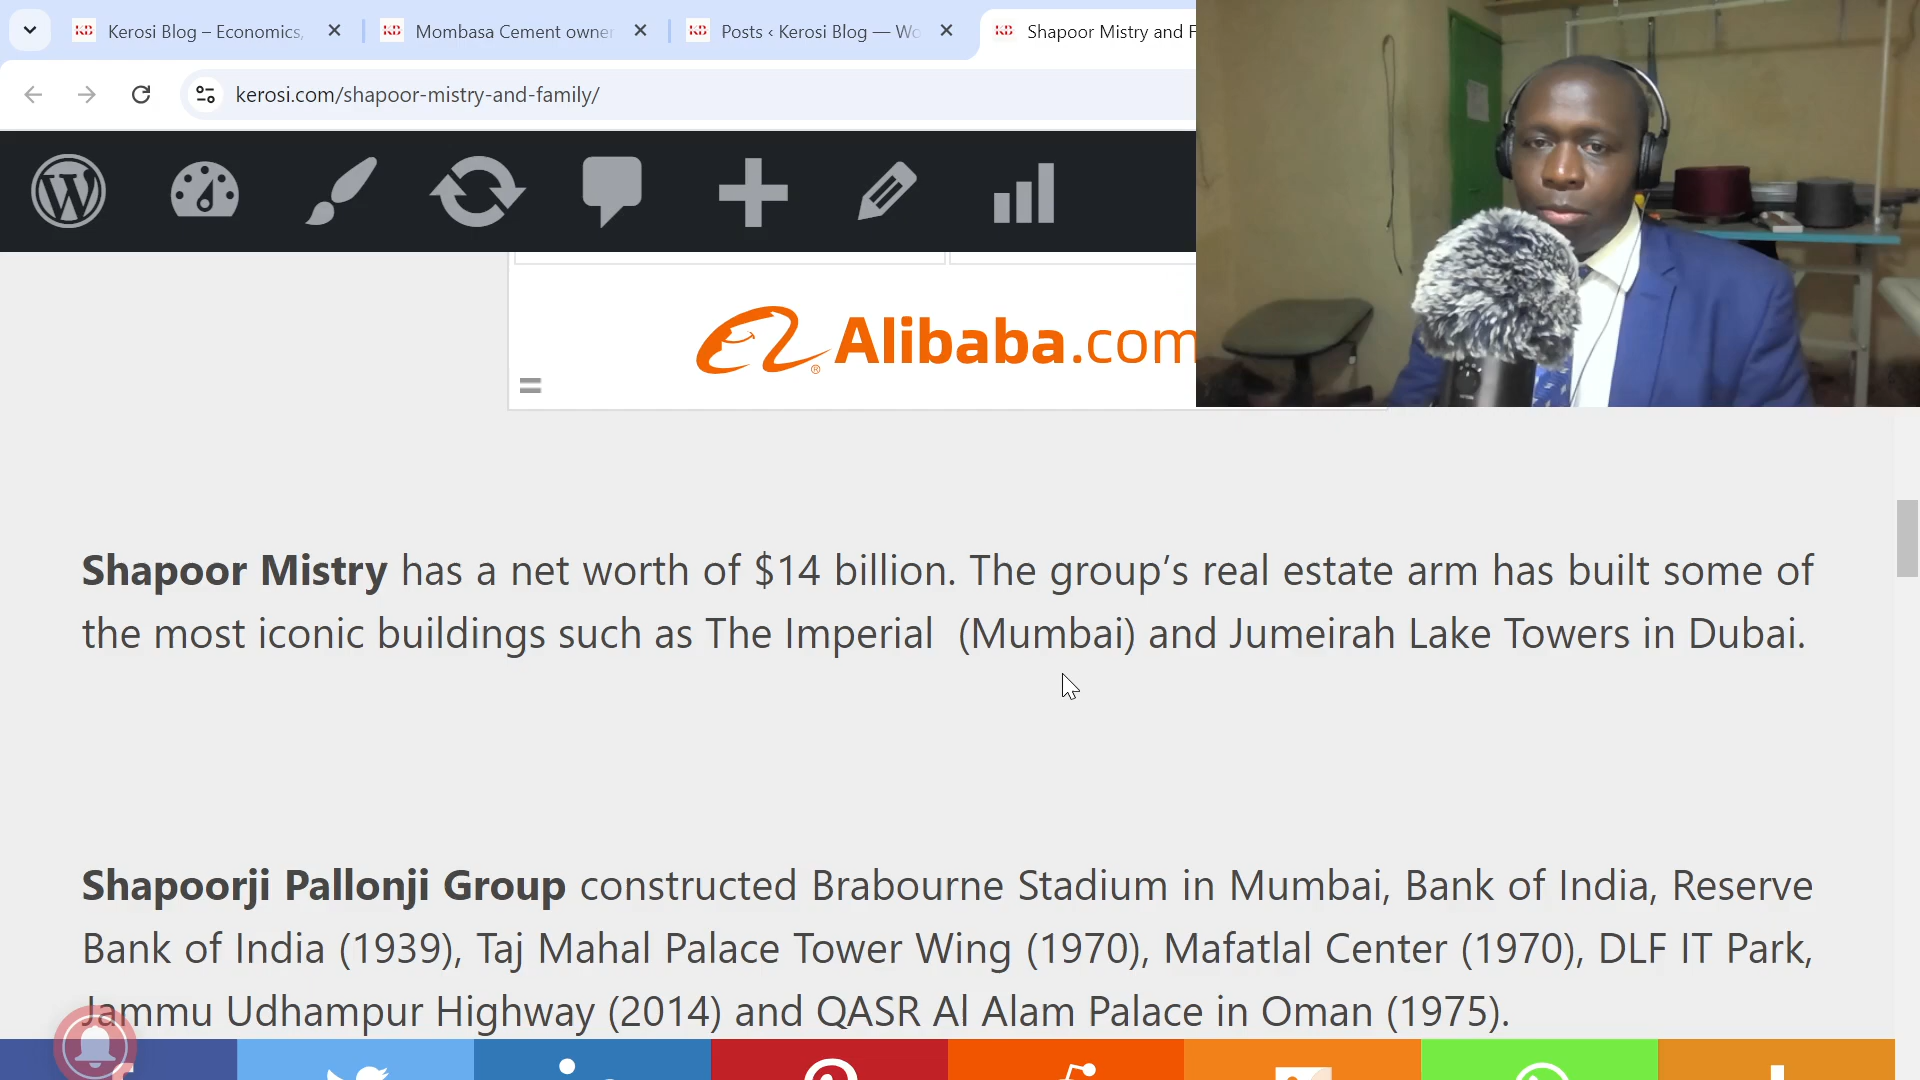 Kerosi Blog – Economics,
Mombasa Cement owner
Posts ‹ Kerosi Blog — Wo
Shapoor Mistry and F
kerosi.com/shapoor-mistry-and-family/
Alibaba.com
Shapoor Mistry has a net worth of $14 billion. The group’s real estate arm has built some of
the most iconic buildings such as The Imperial (Mumbai) and Jumeirah Lake Towers in Dubai.
Shapoorji Pallonji Group constructed Brabourne Stadium in Mumbai, Bank of India, Reserve
Bank of India (1939), Taj Mahal Palace Tower Wing (1970), Mafatlal Center (1970), DLF IT Park,
Jammu Udhampur Highway (2014) and QASR Al Alam Palace in Oman (1975).